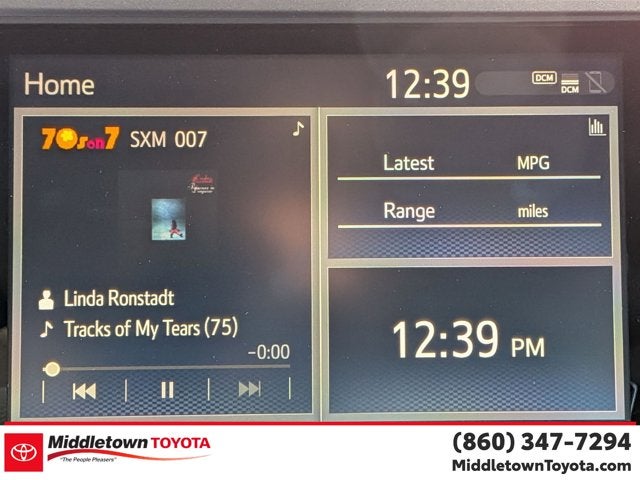 Home
12:39
DCM
DCM
70s on 7 SXM 007
Linda Ronstadt
Tracks of My Tears (75)
-0:00
Latest MPG
Range miles
12:39 PM
Middletown TOYOTA
"The People Pleasers"
(860) 347-7294
MiddletownToyota.com